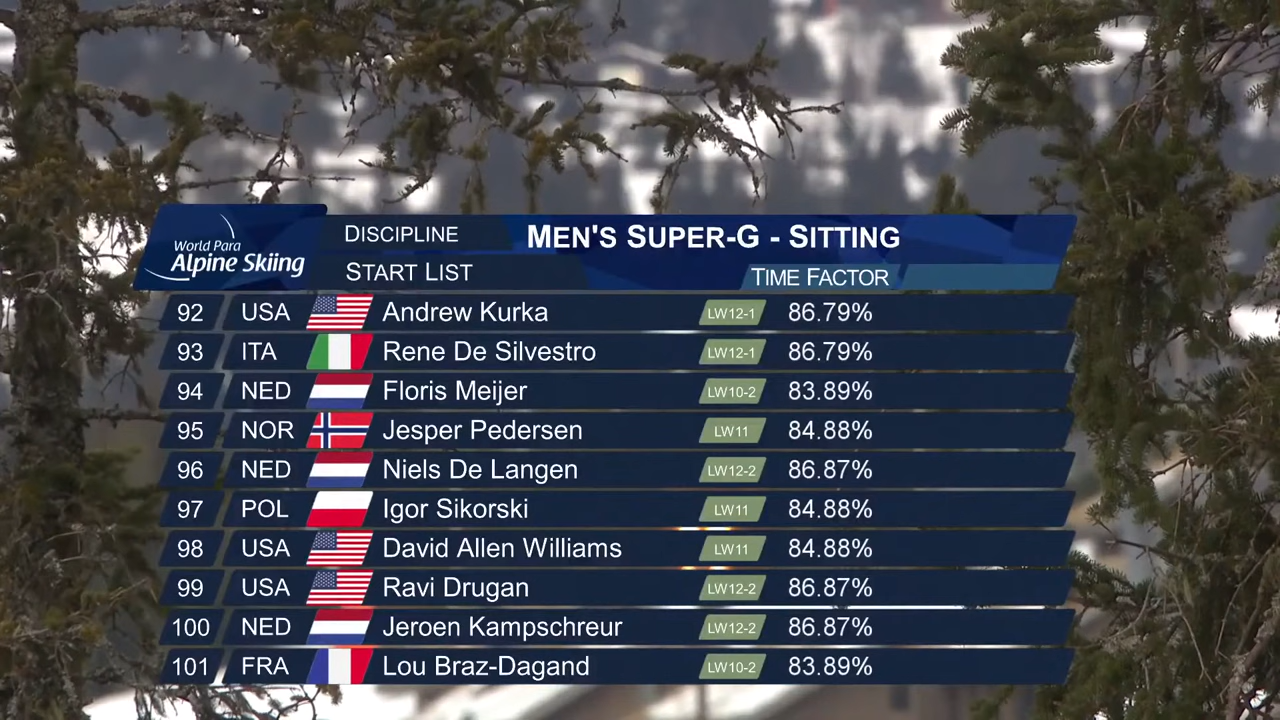 World Para
Alpine Skiing
DISCIPLINE MEN'S SUPER-G - SITTING
START LIST TIME FACTOR
92 USA Andrew Kurka LW12-1 86.79%
93 ITA Rene De Silvestro LW12-1 86.79%
94 NED Floris Meijer LW10-2 83.89%
95 NOR Jesper Pedersen LW11 84.88%
96 NED Niels De Langen LW12-2 86.87%
97 POL Igor Sikorski LW11 84.88%
98 USA David Allen Williams LW11 84.88%
99 USA Ravi Drugan LW12-2 86.87%
100 NED Jeroen Kampschreur LW12-2 86.87%
101 FRA Lou Braz-Dagand LW10-2 83.89%